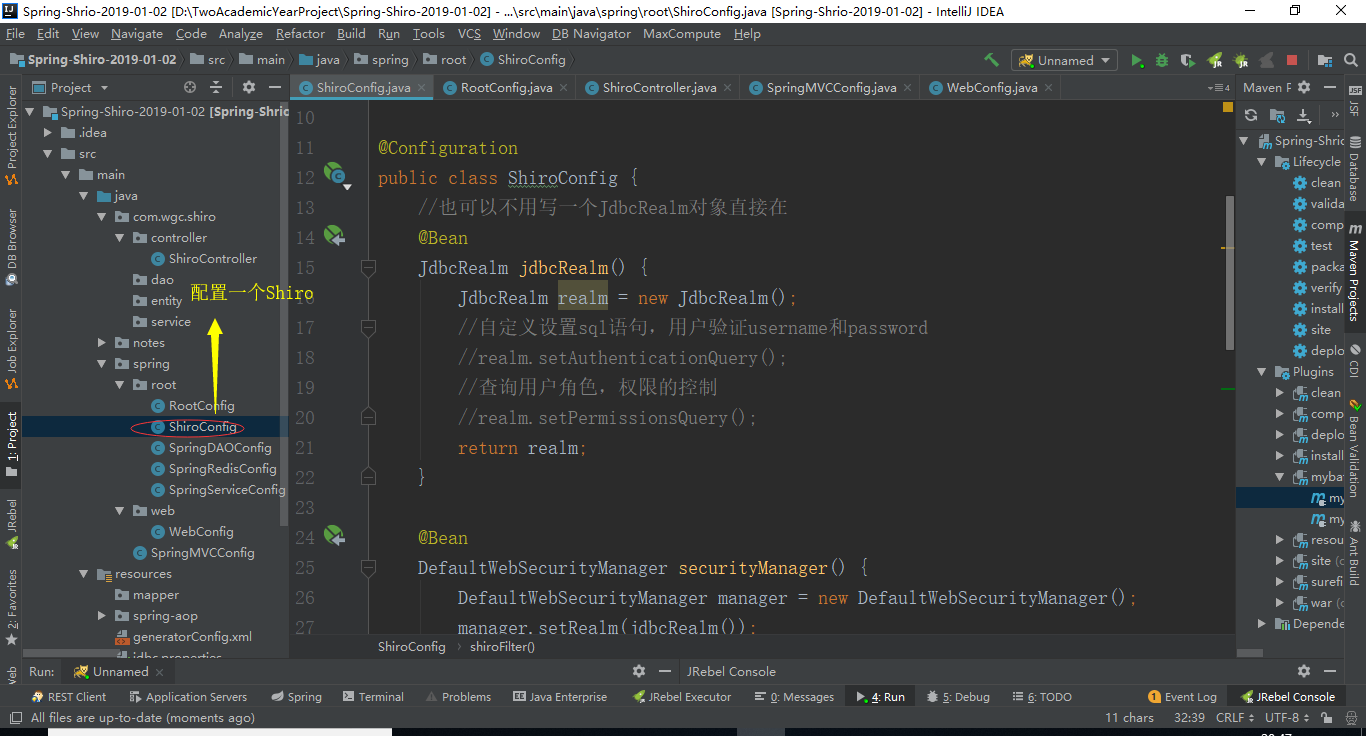 Spring-Shrio-2019-01-02 [D:\TwoAcademicYearProject\Spring-Shrio-2019-01-02] - ...\src\main\java\spring\root\ShiroConfig.java [Spring-Shrio-2019-01-02] - IntelliJ IDEA
File Edit View Navigate Code Analyze Refactor Build Run Tools VCS Window DB Navigator MaxCompute Help
Spring-Shiro-2019-01-02 src main java spring root ShiroConfig Unnamed
Project
ShiroConfig.java RootConfig.java ShiroController.java SpringMVCConfig.java WebConfig.java
4
Maven P
Project Explorer
DB Browser
Job Explorer
1: Project
JRebel
2: Favorites
Web
Spring-Shiro-2019-01-02 [Spring-Shri
.idea
src
main
java
com.wgc.shiro
controller
ShiroController
dao
entity
service
notes
spring
root
RootConfig
ShiroConfig
SpringDAOConfig
SpringRedisConfig
SpringServiceConfig
web
WebConfig
SpringMVCConfig
resources
mapper
spring-aop
generatorConfig.xml
jdbc.properties
配置一个Shiro
10
11 @Configuration
12 public class ShiroConfig {
13 //也可以不用写一个JdbcRealm对象直接在
14 @Bean
15 JdbcRealm jdbcRealm() {
JdbcRealm realm = new JdbcRealm();
17 //自定义设置sql语句，用户验证username和password
18 //realm.setAuthenticationQuery();
19 //查询用户角色，权限的控制
20 //realm.setPermissionsQuery();
21 return realm;
22 }
23
24 @Bean
25 DefaultWebSecurityManager securityManager() {
26 DefaultWebSecurityManager manager = new DefaultWebSecurityManager();
27 manager.setRealm(jdbcRealm());
ShiroConfig shiroFilter()
Spring-Shric
Lifecycle
clean
valida
comp
test
packa
verify
install
site
deplo
Plugins
clean
comp
deplo
install
myba
my
my
resou
site (
surefi
war (
Depende
JSF
Database
Maven Projects
CDI
Bean Validation
Ant Build
Run: Unnamed JRebel Console
REST Client Application Servers Spring Terminal Problems Java Enterprise JRebel Executor 0: Messages 4: Run 5: Debug 6: TODO 1 Event Log JRebel Console
All files are up-to-date (moments ago) 11 chars 32:39 CRLF UTF-8